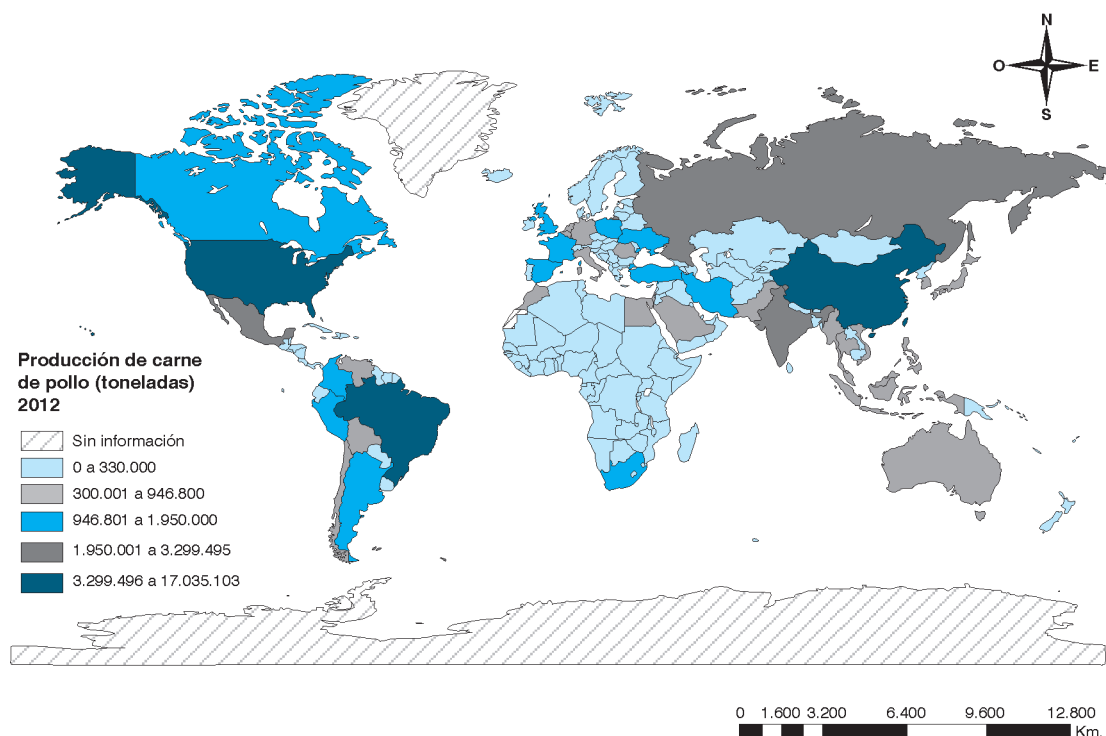 N
O E
S
Producción de carne
de pollo (toneladas)
2012
Sin información
0 a 330.000
300.001 a 946.800
946.801 a 1.950.000
1.950.001 a 3.299.495
3.299.496 a 17.035.103
0 1.600 3.200 6.400 9.600 12.800
Km.